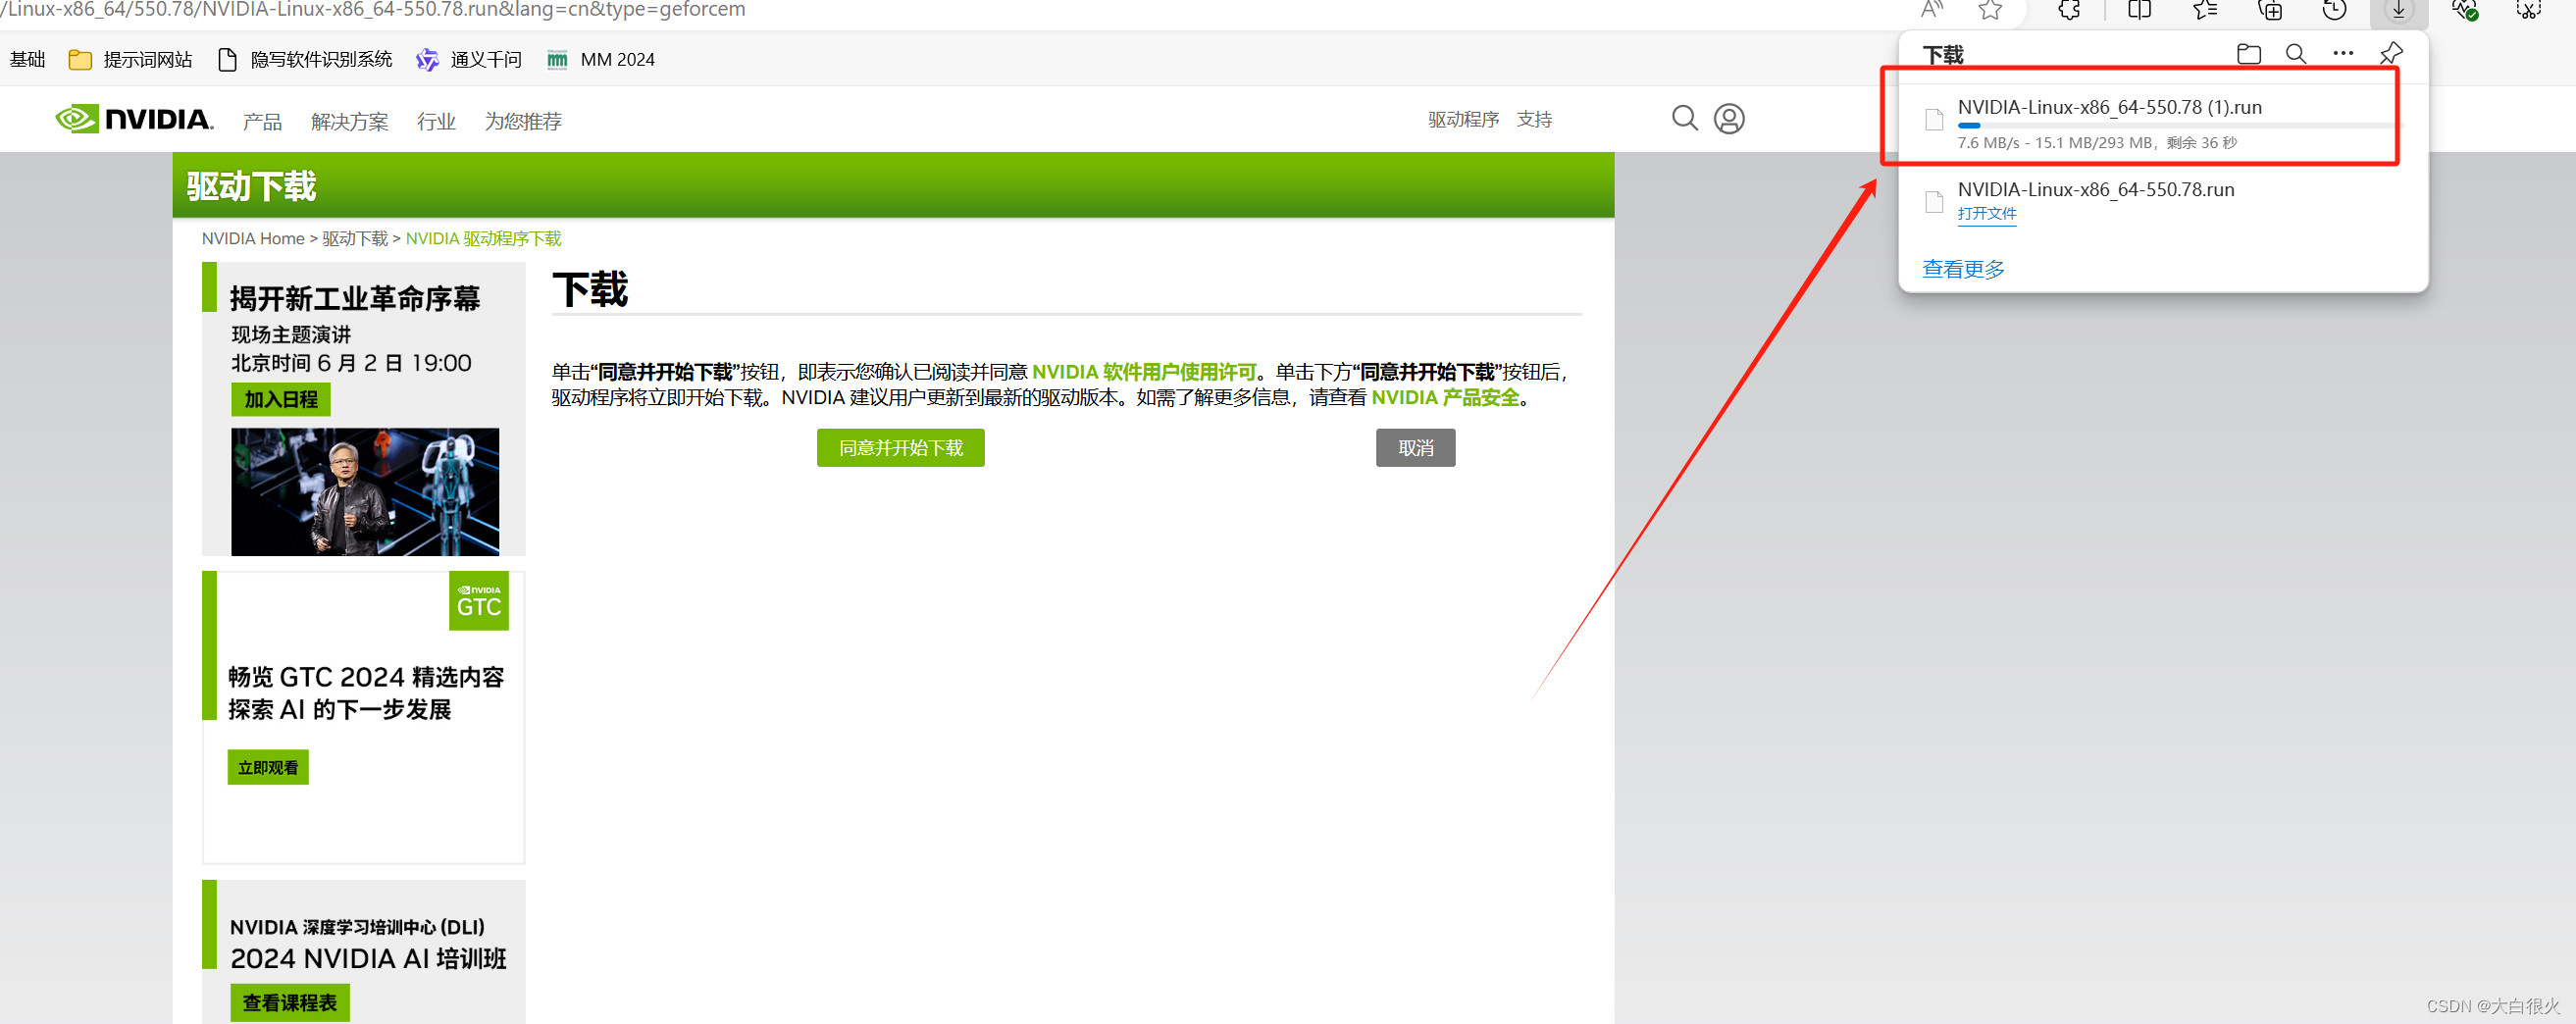 /Linux-x86_64/550.78/NVIDIA-Linux-x86_64-550.78.run&lang=cn&type=geforcem
基础 提示词网站 隐写软件识别系统 通义千问 MM 2024
下载
NVIDIA-Linux-x86_64-550.78 (1).run
7.6 MB/s - 15.1 MB/293 MB，剩余 36 秒
NVIDIA-Linux-x86_64-550.78.run
打开文件
查看更多
NVIDIA. 产品 解决方案 行业 为您推荐 驱动程序 支持
驱动下载
NVIDIA Home > 驱动下载 > NVIDIA 驱动程序下载
揭开新工业革命序幕
现场主题演讲
北京时间 6 月 2 日 19:00
加入日程
下载
单击“同意并开始下载”按钮，即表示您确认已阅读并同意 NVIDIA 软件用户使用许可。单击下方“同意并开始下载”按钮后，
驱动程序将立即开始下载。NVIDIA 建议用户更新到最新的驱动版本。如需了解更多信息，请查看 NVIDIA 产品安全。
同意并开始下载 取消
NVIDIA
GTC
畅览 GTC 2024 精选内容
探索 AI 的下一步发展
立即观看
NVIDIA 深度学习培训中心 (DLI)
2024 NVIDIA AI 培训班
查看课程表
CSDN @大白很火